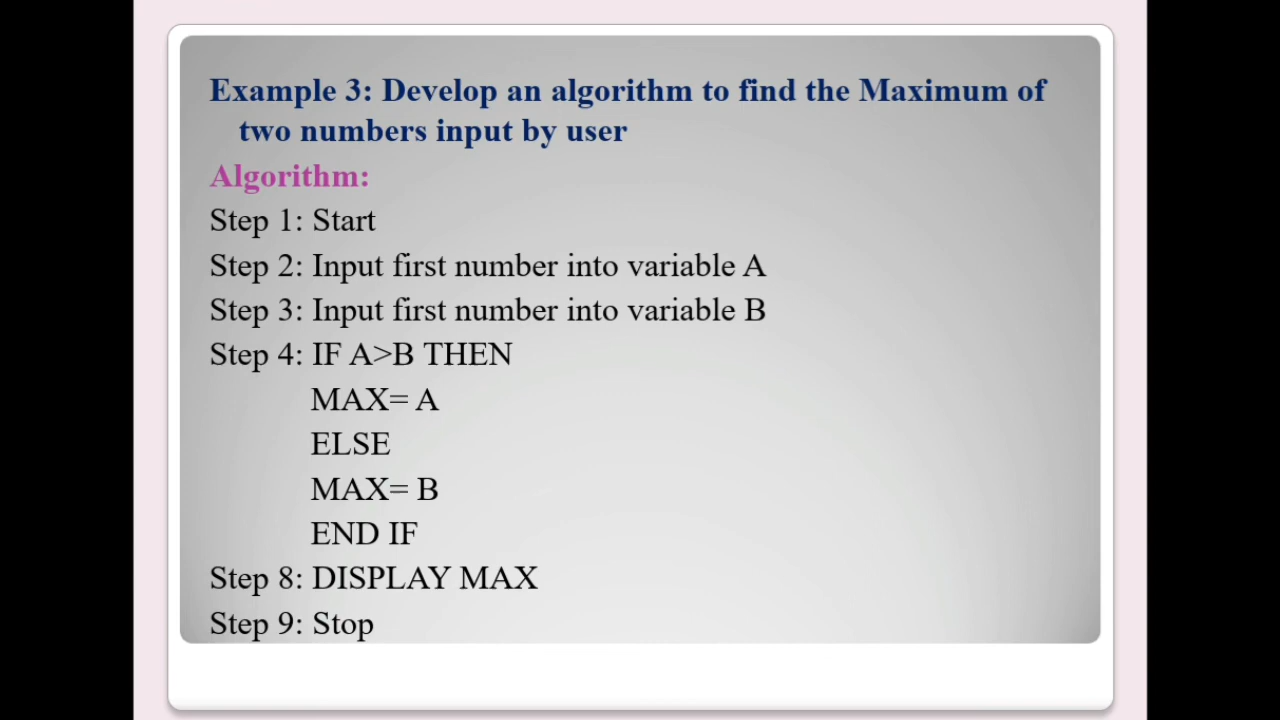 Example 3: Develop an algorithm to find the Maximum of
two numbers input by user
Algorithm:
Step 1: Start
Step 2: Input first number into variable A
Step 3: Input first number into variable B
Step 4: IF A>B THEN
MAX= A
ELSE
MAX= B
END IF
Step 8: DISPLAY MAX
Step 9: Stop